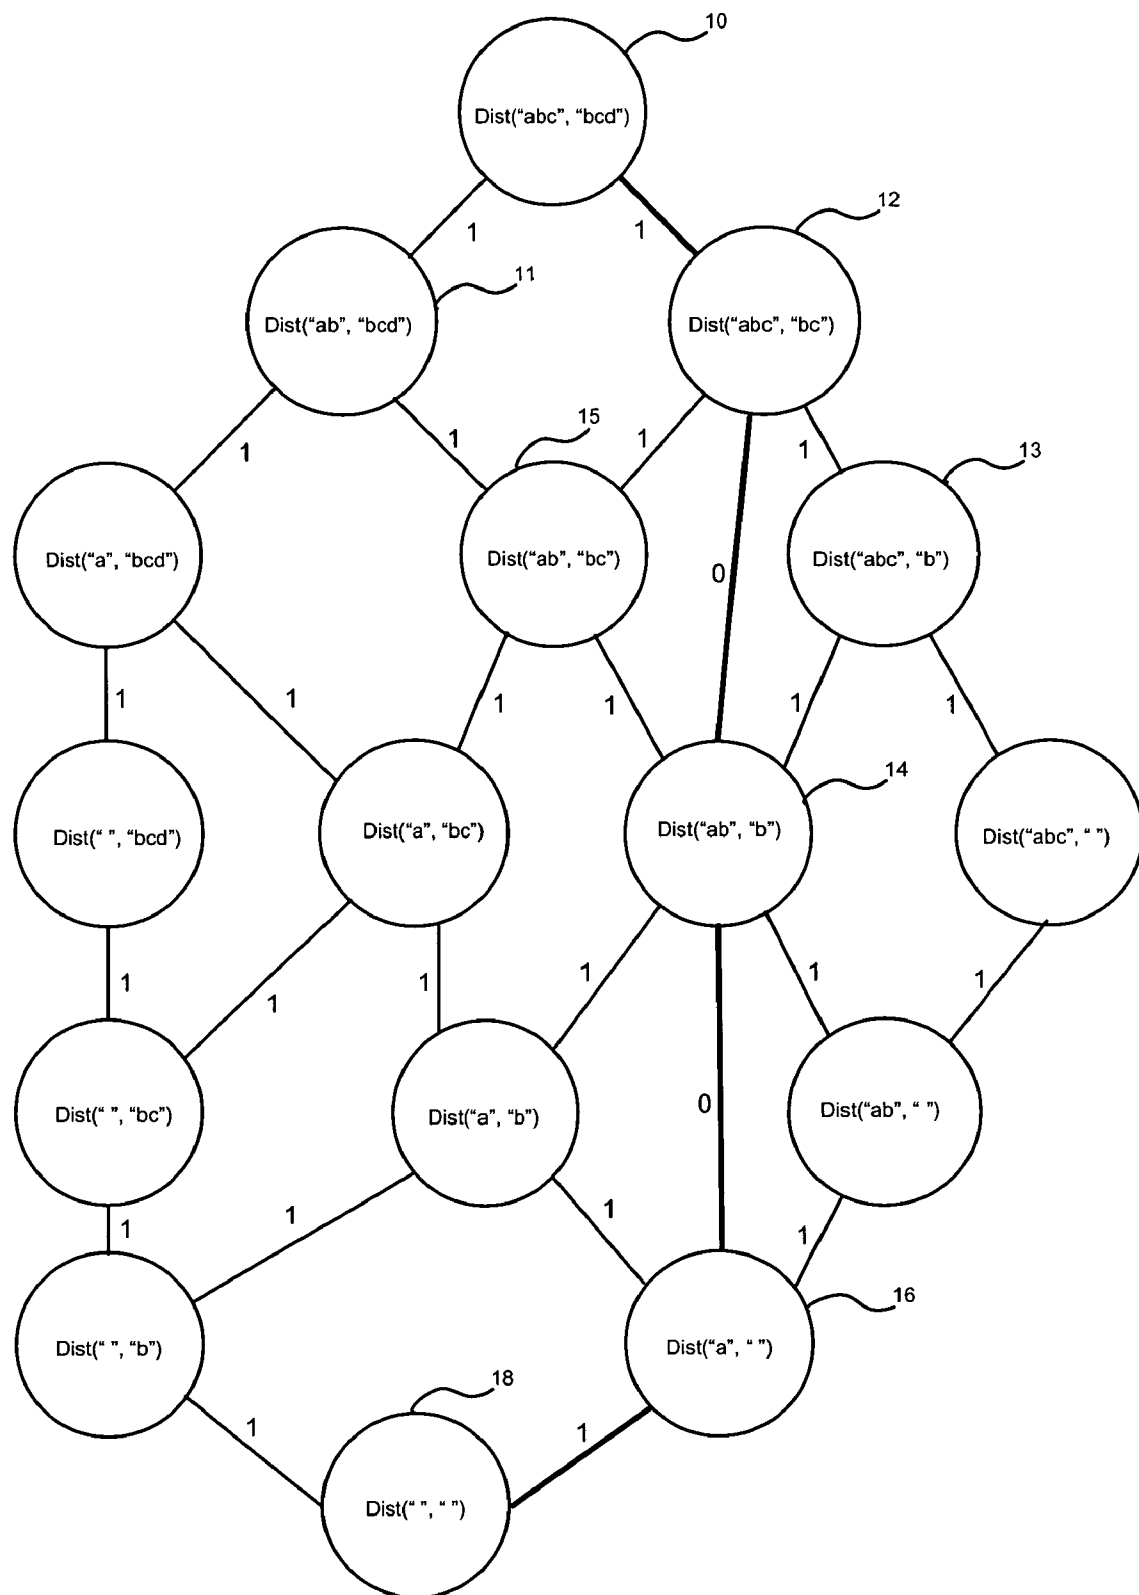 10
Dist(“abc”, “bcd”)
12
1
1
11
Dist(“ab”, “bcd”)
Dist(“abc”, “bc”)
15
1
1
1
1
13
Dist(“a”, “bcd”)
Dist(“ab”, “bc”)
0
Dist(“abc”, “b”)
1
1
1
1
1
1
14
Dist(“ ”, “bcd”)
Dist(“a”, “bc”)
Dist(“ab”, “b”)
Dist(“abc”, “ ”)
1
1
1
1
1
1
Dist(“ ”, “bc”)
Dist(“a”, “b”)
0
Dist(“ab”, “ ”)
1
1
1
1
16
Dist(“ ”, “b”)
Dist(“a”, “ ”)
18
1
1
Dist(“ ”, “ ”)